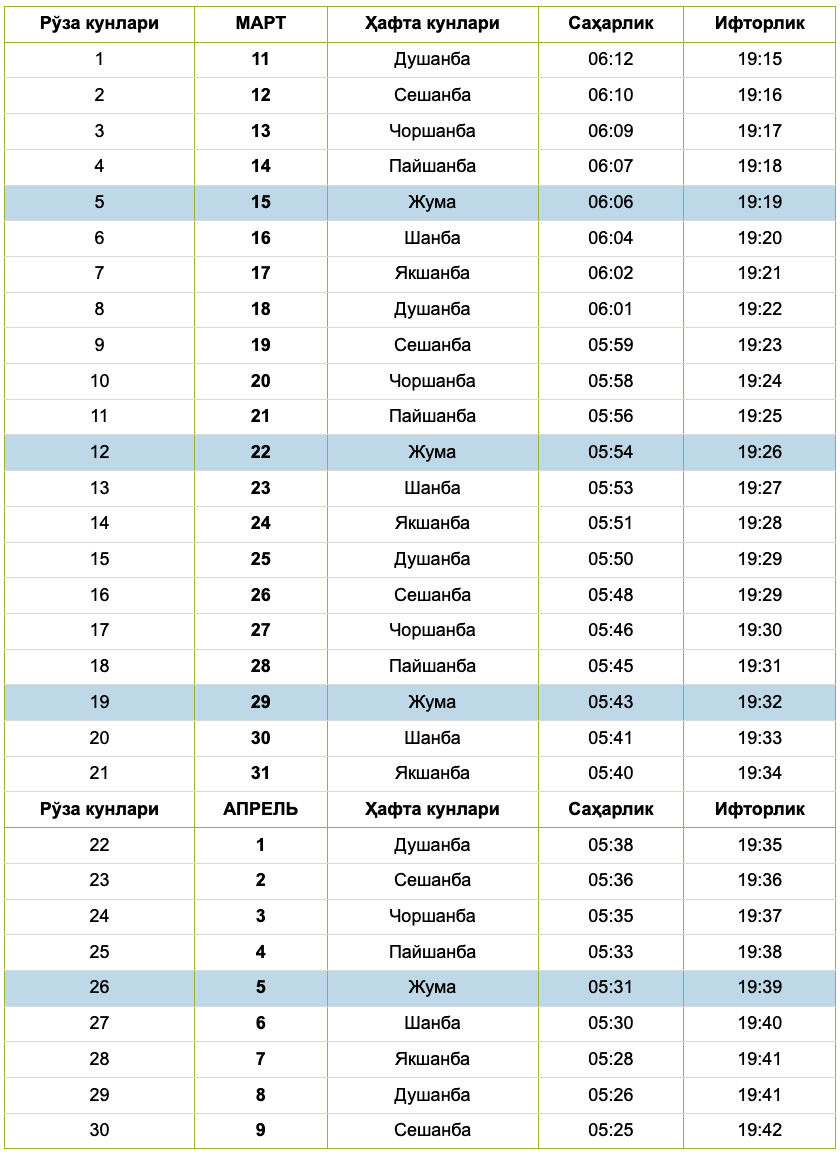 Рўза кунлари МАРТ Ҳафта кунлари Саҳарлик Ифторлик
1 11 Душанба 06:12 19:15
2 12 Сешанба 06:10 19:16
3 13 Чоршанба 06:09 19:17
4 14 Пайшанба 06:07 19:18
5 15 Жума 06:06 19:19
6 16 Шанба 06:04 19:20
7 17 Якшанба 06:02 19:21
8 18 Душанба 06:01 19:22
9 19 Сешанба 05:59 19:23
10 20 Чоршанба 05:58 19:24
11 21 Пайшанба 05:56 19:25
12 22 Жума 05:54 19:26
13 23 Шанба 05:53 19:27
14 24 Якшанба 05:51 19:28
15 25 Душанба 05:50 19:29
16 26 Сешанба 05:48 19:29
17 27 Чоршанба 05:46 19:30
18 28 Пайшанба 05:45 19:31
19 29 Жума 05:43 19:32
20 30 Шанба 05:41 19:33
21 31 Якшанба 05:40 19:34
Рўза кунлари АПРЕЛЬ Ҳафта кунлари Саҳарлик Ифторлик
22 1 Душанба 05:38 19:35
23 2 Сешанба 05:36 19:36
24 3 Чоршанба 05:35 19:37
25 4 Пайшанба 05:33 19:38
26 5 Жума 05:31 19:39
27 6 Шанба 05:30 19:40
28 7 Якшанба 05:28 19:41
29 8 Душанба 05:26 19:41
30 9 Сешанба 05:25 19:42